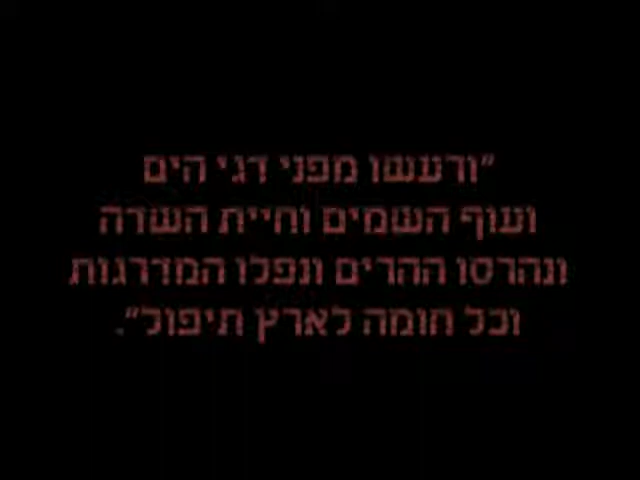 "ורעשו מפני דגי הים
ועוף השמים וחיית השדה
ונהרסו ההרים ונפלו המדרגות
וכל חומה לארץ תיפול".